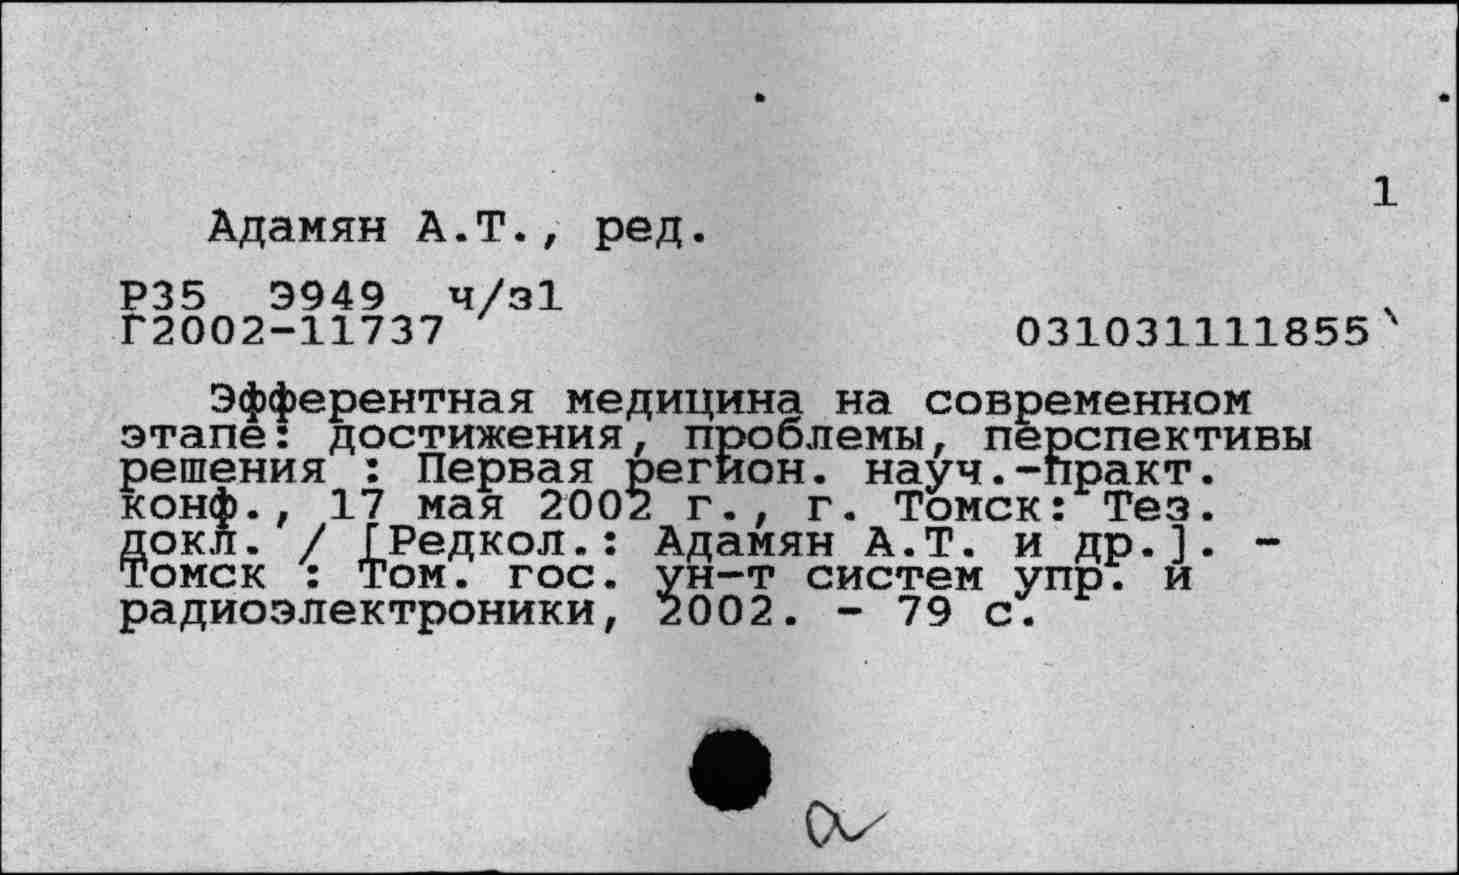 1
Адамян А.Т., ред.
Р35 Э949 ч/з1
Г2002-11737 031031111855
Эфферентная медицина на современном
этапе: достижения, проблемы, перспективы
решения : Первая регион. науч.-практ.
конф., 17 мая 2002 г., г. Томск: Тез.
докл. / [Редкол.: Адамян А.Т. и др.]. -
Томск : Том. гос. ун-т систем упр. и
радиоэлектроники, 2002. - 79 с.
а